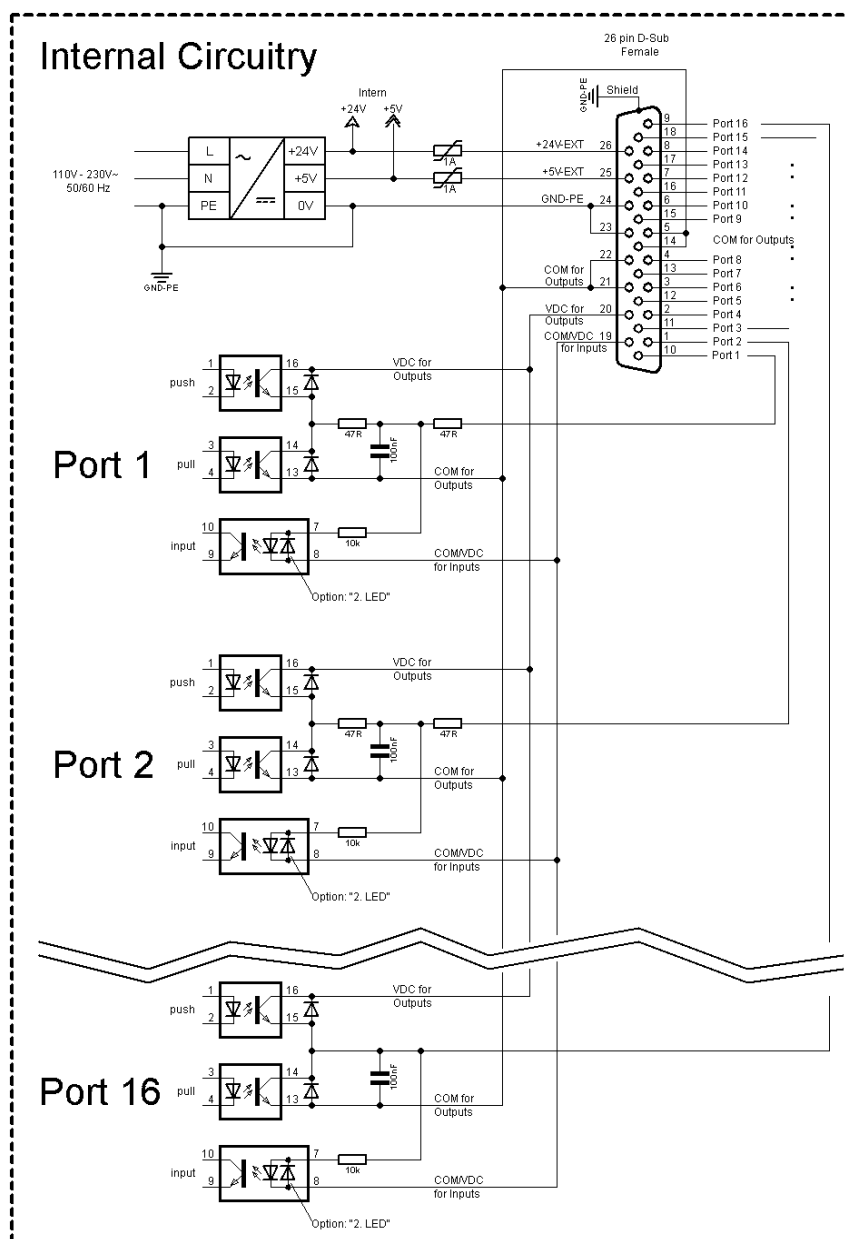 Internal Circuitry
26 pin D-Sub
Female
GND-PE
Shield
Intern
+24V
+5V
L
N
PE
+24V
+5V
0V
~
110V - 230V~
50/60 Hz
1A
1A
GND-PE
+24V-EXT 26
+5V-EXT 25
GND-PE 24
23
22
COM for
Outputs
21
VDC for
Outputs
20
COM/VDC
for Inputs
19
9 Port 16
18 Port 15
8 Port 14
17 Port 13
7 Port 12
16 Port 11
6 Port 10
15 Port 9
5
14 COM for Outputs
4 Port 8
13 Port 7
3 Port 6
12 Port 5
2 Port 4
11 Port 3
1 Port 2
10 Port 1
Port 1
push
1
2
16
15
VDC for
Outputs
47R
100nF
47R
pull
3
4
14
13
COM for
Outputs
input
10
9
7
8
10k
COM/VDC
for Inputs
Option: "2. LED"
Port 2
push
1
2
16
15
VDC for
Outputs
47R
100nF
47R
pull
3
4
14
13
COM for
Outputs
input
10
9
7
8
10k
COM/VDC
for Inputs
Option: "2. LED"
Port 16
push
1
2
16
15
VDC for
Outputs
100nF
pull
3
4
14
13
COM for
Outputs
input
10
9
7
8
10k
COM/VDC
for Inputs
Option: "2. LED"